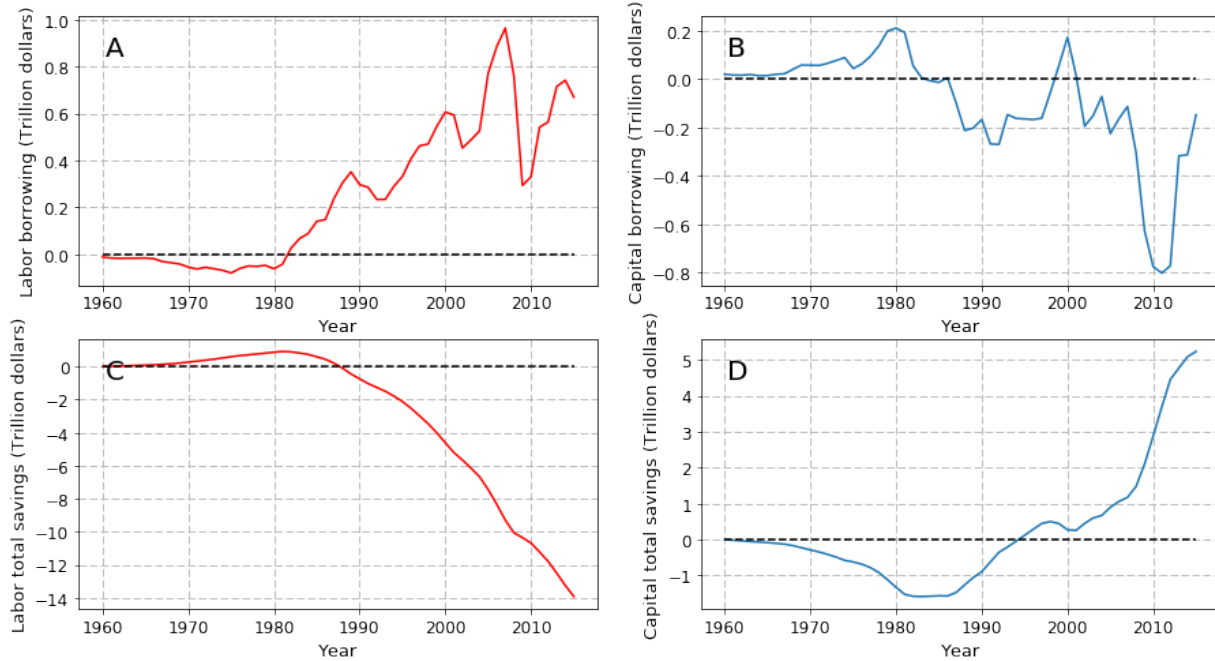 A
Labor borrowing (Trillion dollars)
1.0
0.8
0.6
0.4
0.2
0.0
1960 1970 1980 1990 2000 2010
Year
B
Capital borrowing (Trillion dollars)
0.2
0.0
−0.2
−0.4
−0.6
−0.8
1960 1970 1980 1990 2000 2010
Year
C
Labor total savings (Trillion dollars)
0
−2
−4
−6
−8
−10
−12
−14
1960 1970 1980 1990 2000 2010
Year
D
Capital total savings (Trillion dollars)
5
4
3
2
1
0
−1
1960 1970 1980 1990 2000 2010
Year